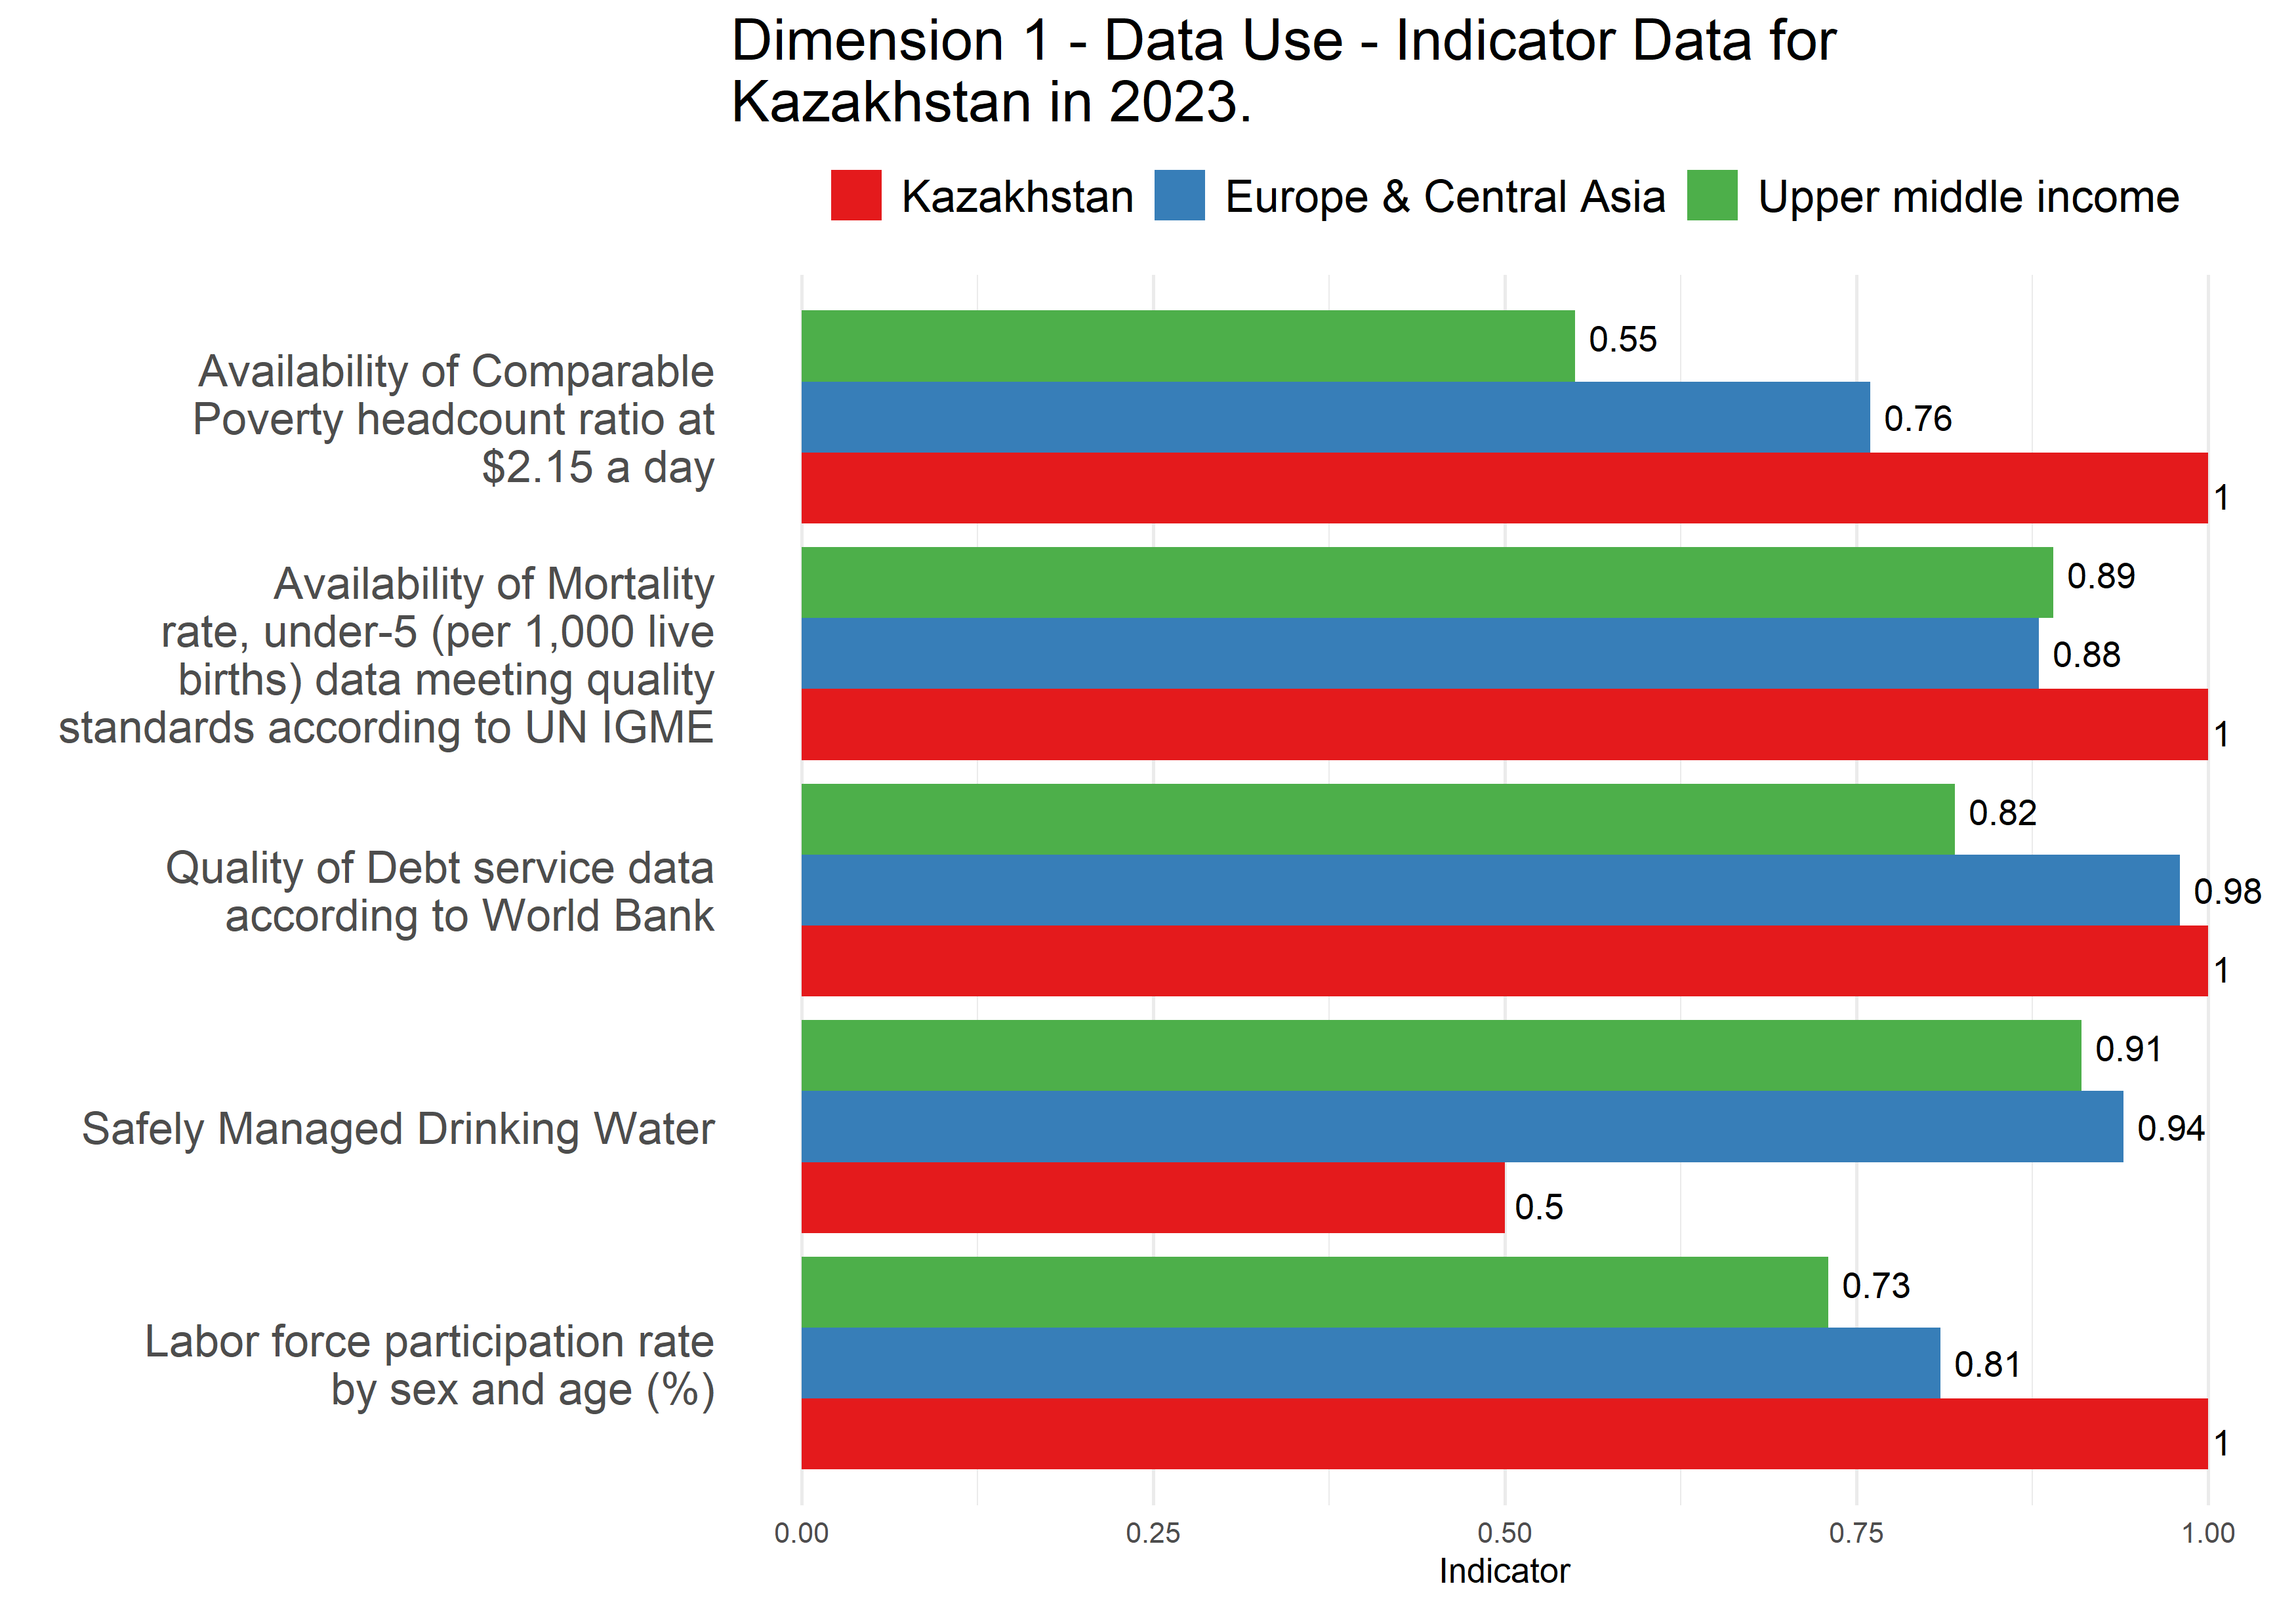 Dimension 1 - Data Use - Indicator Data for
Kazakhstan in 2023.
Kazakhstan Europe & Central Asia Upper middle income
Availability of Comparable
Poverty headcount ratio at
$2.15 a day
0.55
0.76
1
Availability of Mortality
rate, under-5 (per 1,000 live
births) data meeting quality
standards according to UN IGME
0.89
0.88
1
Quality of Debt service data
according to World Bank
0.82
0.98
1
Safely Managed Drinking Water
0.91
0.94
0.5
Labor force participation rate
by sex and age (%)
0.73
0.81
1
0.00 0.25 0.50 0.75 1.00
Indicator